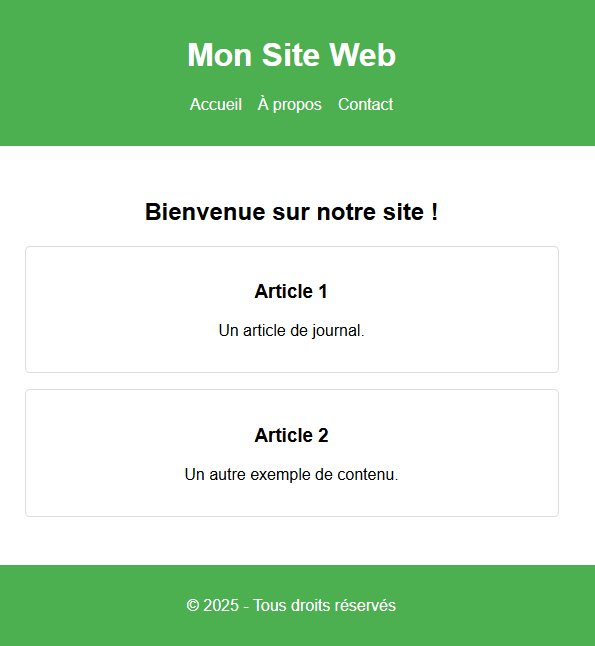 Mon Site Web
Accueil À propos Contact
Bienvenue sur notre site !
Article 1
Un article de journal.
Article 2
Un autre exemple de contenu.
© 2025 - Tous droits réservés